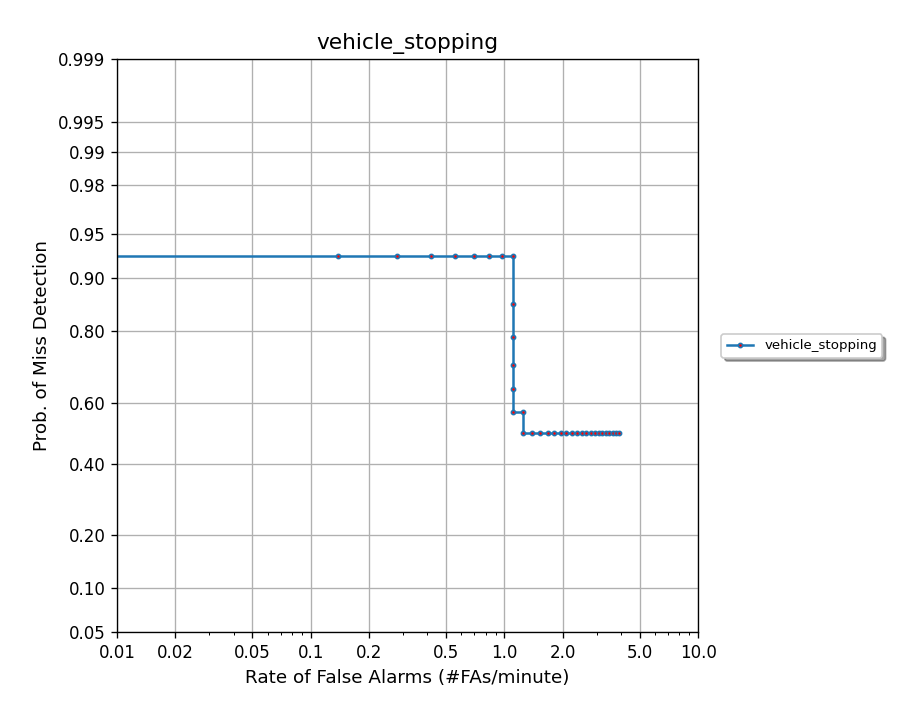 vehicle_stopping
0.999
0.995
0.99
0.98
0.95
0.90
0.80
0.60
0.40
0.20
0.10
0.05
Prob. of Miss Detection
0.01 0.02 0.05 0.1 0.2 0.5 1.0 2.0 5.0 10.0
Rate of False Alarms (#FAs/minute)
vehicle_stopping